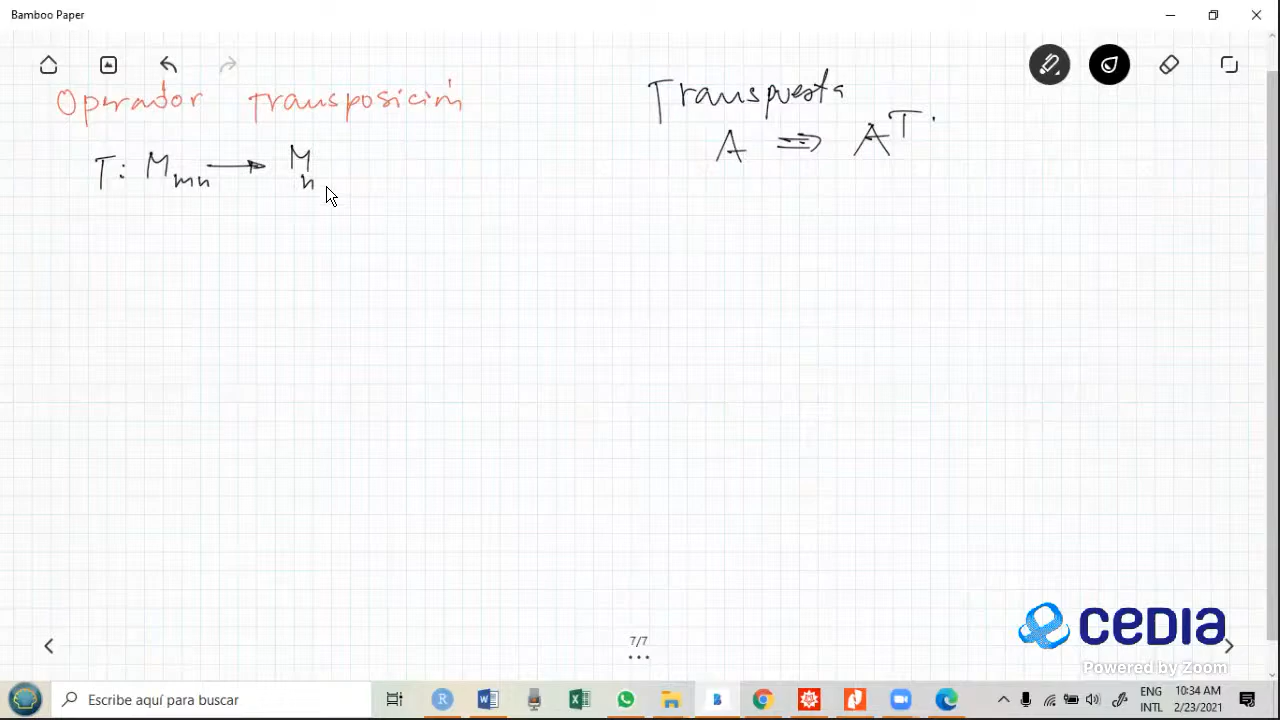 Bamboo Paper
Operador transposición
T: M_mn → M_n
Transpuesta
A ⇒ A^T.
7/7
cedia
Powered by Zoom
Escribe aquí para buscar
ENG
INTL
10:34 AM
2/23/2021